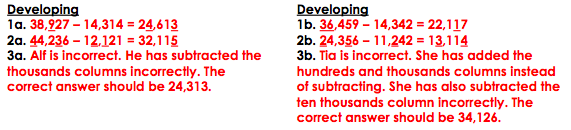 Developing
1a. 38,927 – 14,314 = 24,613
2a. 44,236 – 12,121 = 32,115
3a. Alf is incorrect. He has subtracted the
thousands columns incorrectly. The
correct answer should be 24,313.
Developing
1b. 36,459 – 14,342 = 22,117
2b. 24,356 – 11,242 = 13,114
3b. Tia is incorrect. She has added the
hundreds and thousands columns instead
of subtracting. She has also subtracted the
ten thousands column incorrectly. The
correct answer should be 34,126.